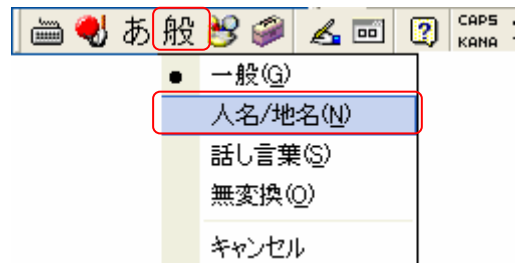 あ 般 CAPS
KANA
一般(G)
人名/地名(N)
話し言葉(S)
無変換(O)
キャンセル